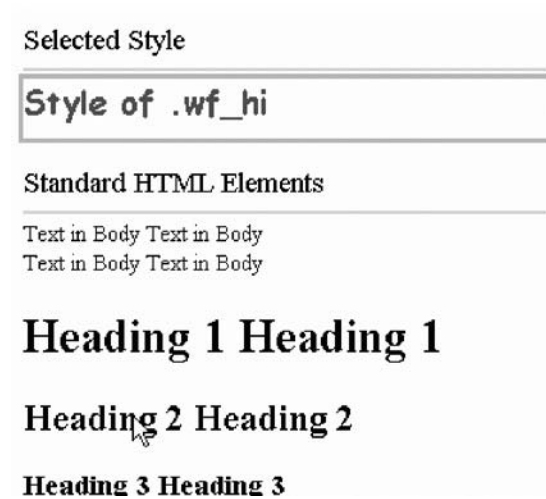 Selected Style
Style of .wf_hi
Standard HTML Elements
Text in Body Text in Body
Text in Body Text in Body
Heading 1 Heading 1
Heading 2 Heading 2
Heading 3 Heading 3